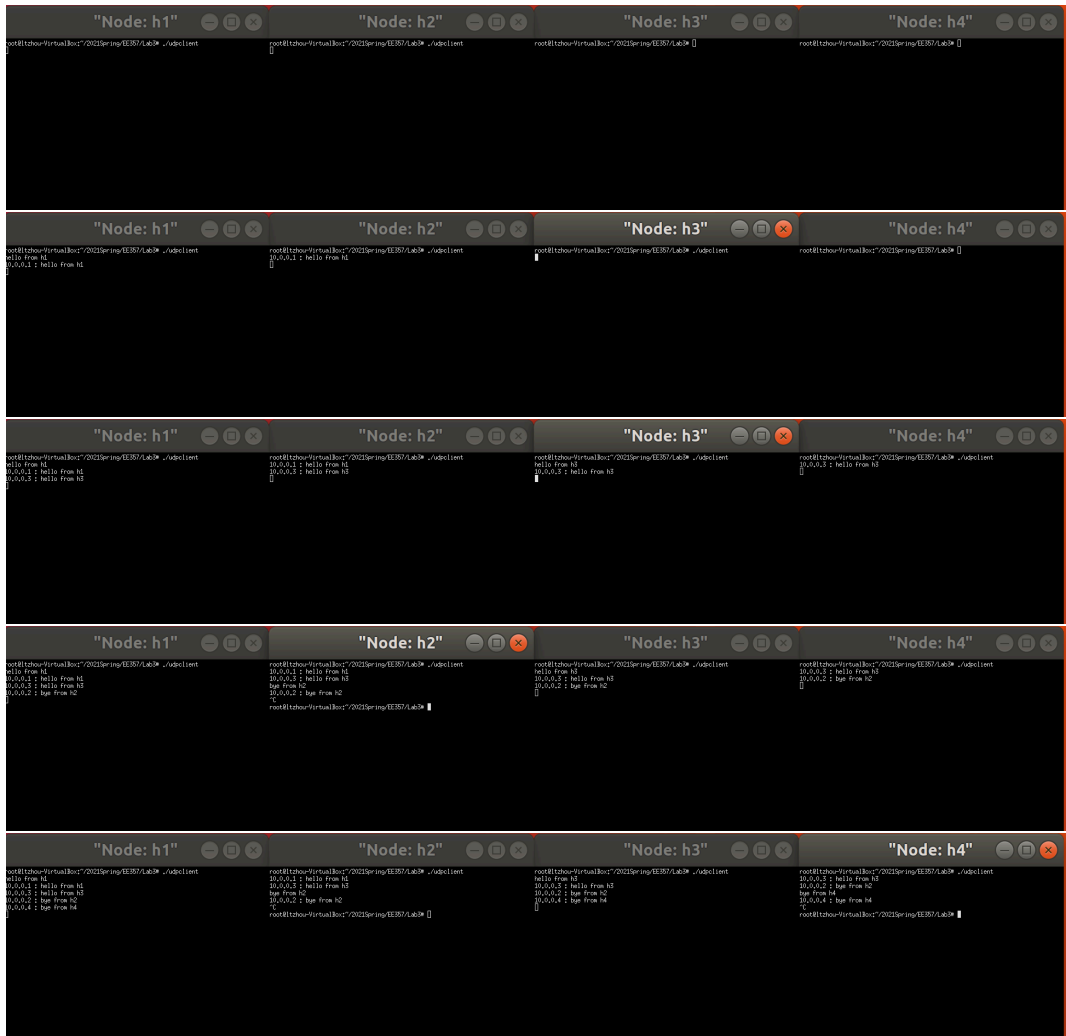 "Node: h1"
root@ltzhou-VirtualBox:~/2021Spring/EE357/Lab3# ./udpclient
"Node: h2"
root@ltzhou-VirtualBox:~/2021Spring/EE357/Lab3# ./udpclient
"Node: h3"
root@ltzhou-VirtualBox:~/2021Spring/EE357/Lab3#
"Node: h4"
root@ltzhou-VirtualBox:~/2021Spring/EE357/Lab3#
"Node: h1"
root@ltzhou-VirtualBox:~/2021Spring/EE357/Lab3# ./udpclient
hello from h1
10.0.0.1 : hello from h1
"Node: h2"
root@ltzhou-VirtualBox:~/2021Spring/EE357/Lab3# ./udpclient
10.0.0.1 : hello from h1
"Node: h3"
root@ltzhou-VirtualBox:~/2021Spring/EE357/Lab3# ./udpclient
"Node: h4"
root@ltzhou-VirtualBox:~/2021Spring/EE357/Lab3#
"Node: h1"
root@ltzhou-VirtualBox:~/2021Spring/EE357/Lab3# ./udpclient
hello from h1
10.0.0.1 : hello from h1
10.0.0.3 : hello from h3
"Node: h2"
root@ltzhou-VirtualBox:~/2021Spring/EE357/Lab3# ./udpclient
10.0.0.1 : hello from h1
10.0.0.3 : hello from h3
"Node: h3"
root@ltzhou-VirtualBox:~/2021Spring/EE357/Lab3# ./udpclient
hello from h3
10.0.0.3 : hello from h3
"Node: h4"
root@ltzhou-VirtualBox:~/2021Spring/EE357/Lab3# ./udpclient
10.0.0.3 : hello from h3
"Node: h1"
root@ltzhou-VirtualBox:~/2021Spring/EE357/Lab3# ./udpclient
hello from h1
10.0.0.1 : hello from h1
10.0.0.3 : hello from h3
10.0.0.2 : bye from h2
"Node: h2"
root@ltzhou-VirtualBox:~/2021Spring/EE357/Lab3# ./udpclient
10.0.0.1 : hello from h1
10.0.0.3 : hello from h3
bye from h2
10.0.0.2 : bye from h2
^C
root@ltzhou-VirtualBox:~/2021Spring/EE357/Lab3#
"Node: h3"
root@ltzhou-VirtualBox:~/2021Spring/EE357/Lab3# ./udpclient
hello from h3
10.0.0.3 : hello from h3
10.0.0.2 : bye from h2
"Node: h4"
root@ltzhou-VirtualBox:~/2021Spring/EE357/Lab3# ./udpclient
10.0.0.3 : hello from h3
10.0.0.2 : bye from h2
"Node: h1"
root@ltzhou-VirtualBox:~/2021Spring/EE357/Lab3# ./udpclient
hello from h1
10.0.0.1 : hello from h1
10.0.0.3 : hello from h3
10.0.0.2 : bye from h2
10.0.0.4 : bye from h4
"Node: h2"
root@ltzhou-VirtualBox:~/2021Spring/EE357/Lab3# ./udpclient
10.0.0.1 : hello from h1
10.0.0.3 : hello from h3
bye from h2
10.0.0.2 : bye from h2
^C
root@ltzhou-VirtualBox:~/2021Spring/EE357/Lab3#
"Node: h3"
root@ltzhou-VirtualBox:~/2021Spring/EE357/Lab3# ./udpclient
hello from h3
10.0.0.3 : hello from h3
10.0.0.2 : bye from h2
10.0.0.4 : bye from h4
"Node: h4"
root@ltzhou-VirtualBox:~/2021Spring/EE357/Lab3# ./udpclient
10.0.0.3 : hello from h3
10.0.0.2 : bye from h2
bye from h4
10.0.0.4 : bye from h4
^C
root@ltzhou-VirtualBox:~/2021Spring/EE357/Lab3#